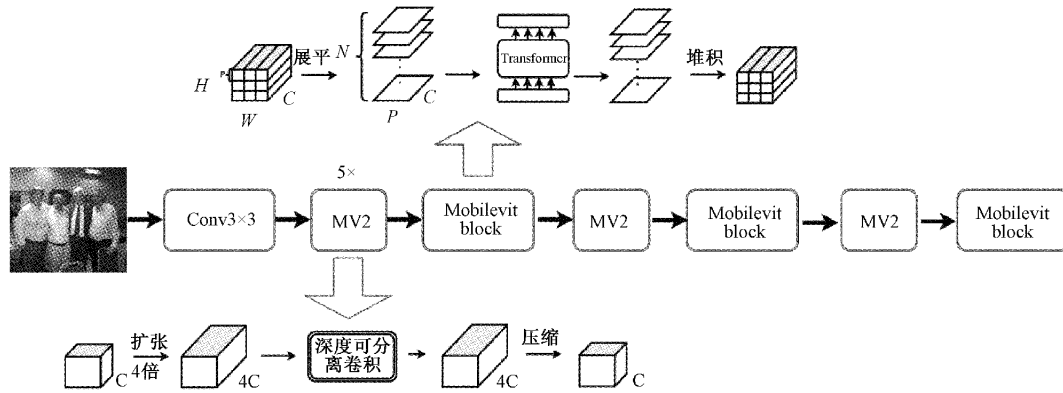 展平
N
H
P
W
C
P
C
Transformer
堆积
5×
Conv3×3
MV2
Mobilevit
block
MV2
Mobilevit
block
MV2
Mobilevit
block
扩张
4倍
C
4C
深度可分
离卷积
4C
压缩
C